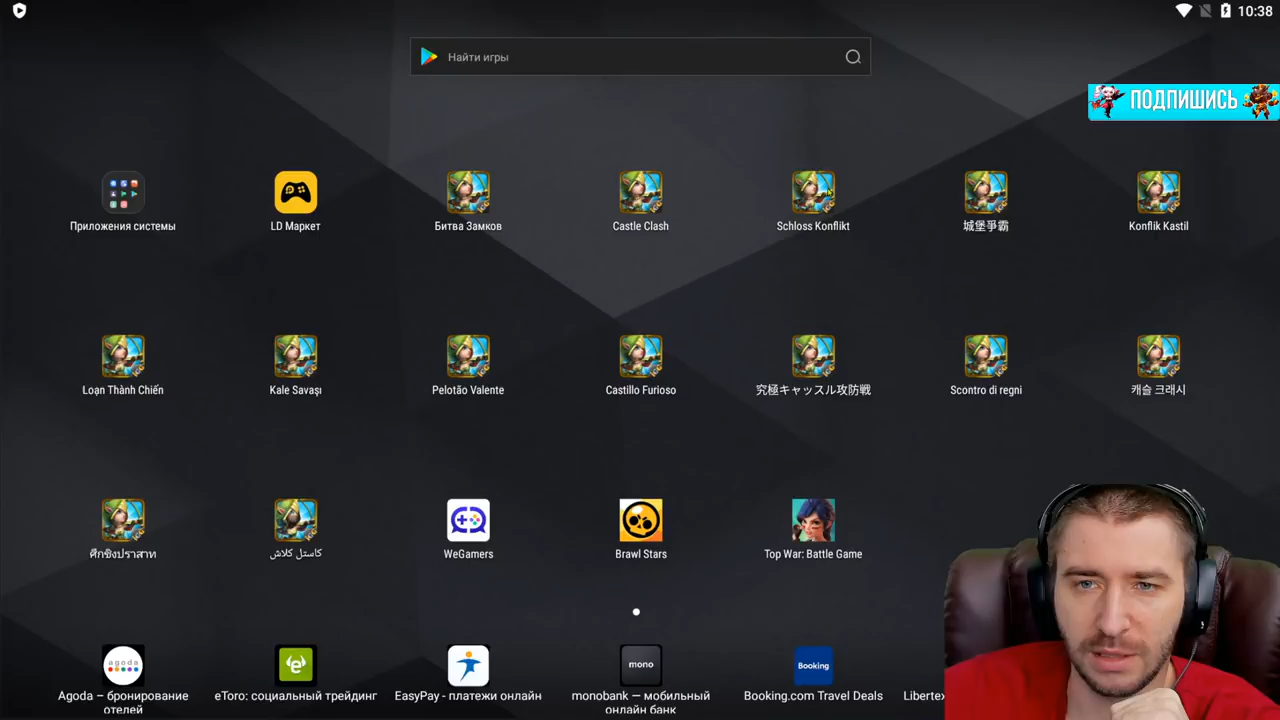 10:38
Найти игры
ПОДПИШИСЬ
Приложения системы
LD Маркет
Битва Замков
Castle Clash
Schloss Konflikt
城堡爭霸
Konflik Kastil
Loạn Thành Chiến
Kale Savaşı
Pelotão Valente
Castillo Furioso
究極キャッスル攻防戦
Scontro di regni
캐슬 크래시
ศึกชิงปราสาท
كاستل كلاش
WeGamers
Brawl Stars
Top War: Battle Game
agoda
mono
Booking
Agoda – бронирование
отелей
eToro: социальный трейдинг
EasyPay - платежи онлайн
monobank — мобильный
онлайн банк
Booking.com Travel Deals
Libertex